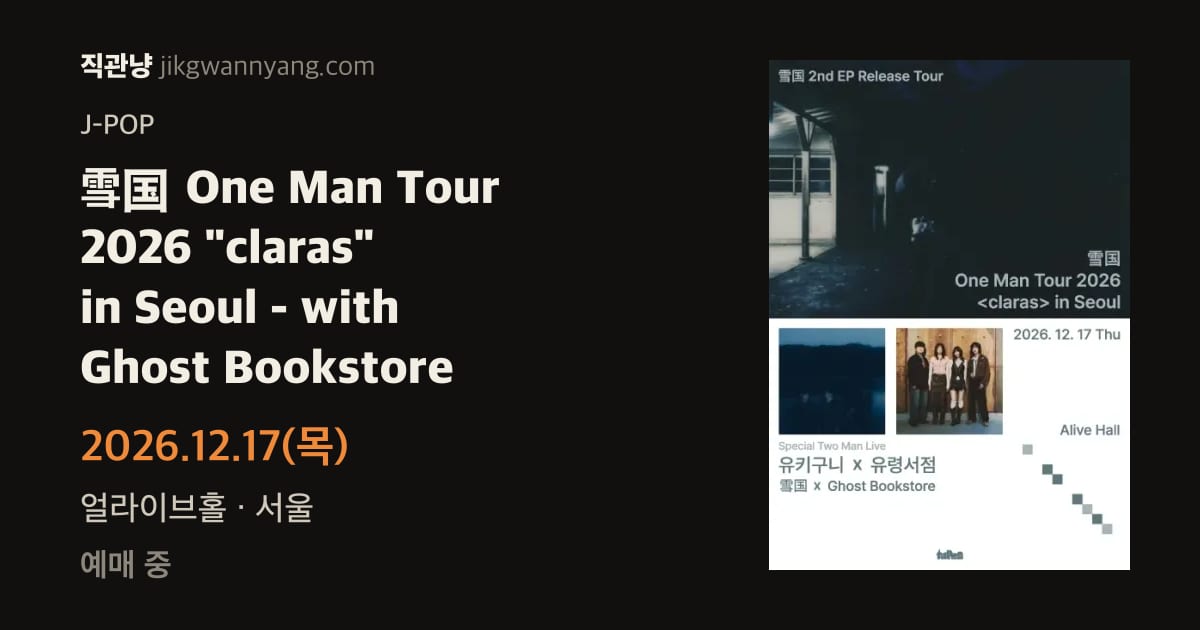 직관냥 jikgwannyang.com
J-POP
雪国 One Man Tour
2026 "claras"
in Seoul - with
Ghost Bookstore
2026.12.17(목)
얼라이브홀 · 서울
예매 중
雪国 2nd EP Release Tour
雪国
One Man Tour 2026
<claras> in Seoul
2026. 12. 17 Thu
Alive Hall
Special Two Man Live
유키구니 x 유령서점
雪国 x Ghost Bookstore